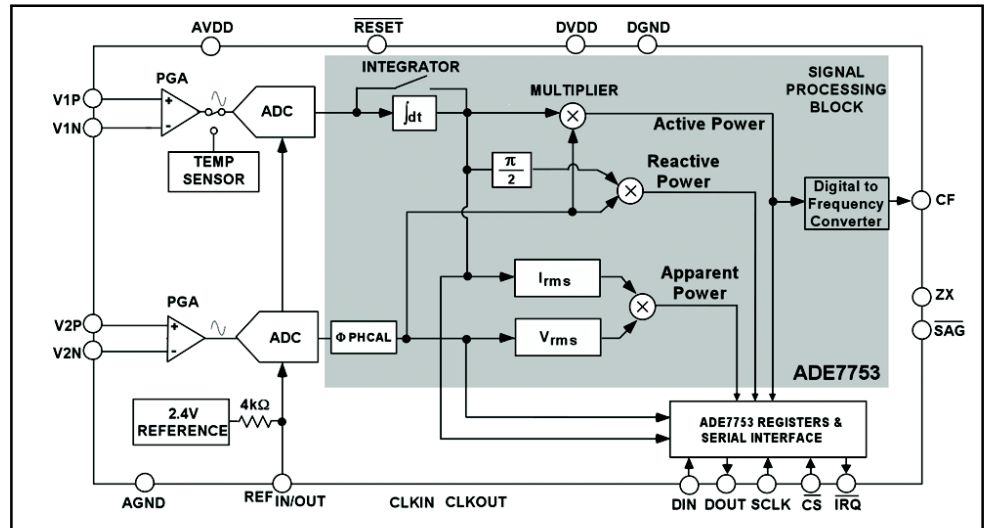 AVDD
RESET
DVDD
DGND
PGA
INTEGRATOR
SIGNAL
PROCESSING
BLOCK
V1P
V1N
+
-
ADC
∫dt
MULTIPLIER
×
Active Power
TEMP
SENSOR
π
2
Reactive
Power
×
Digital to
Frequency
Converter
CF
PGA
V2P
V2N
+
-
ADC
Φ PHCAL
Irms
Vrms
Apparent
Power
×
ZX
SAG
ADE7753
2.4V
REFERENCE
4kΩ
ADE7753 REGISTERS &
SERIAL INTERFACE
AGND
REF IN/OUT
CLKIN CLKOUT
DIN DOUT SCLK CS IRQ